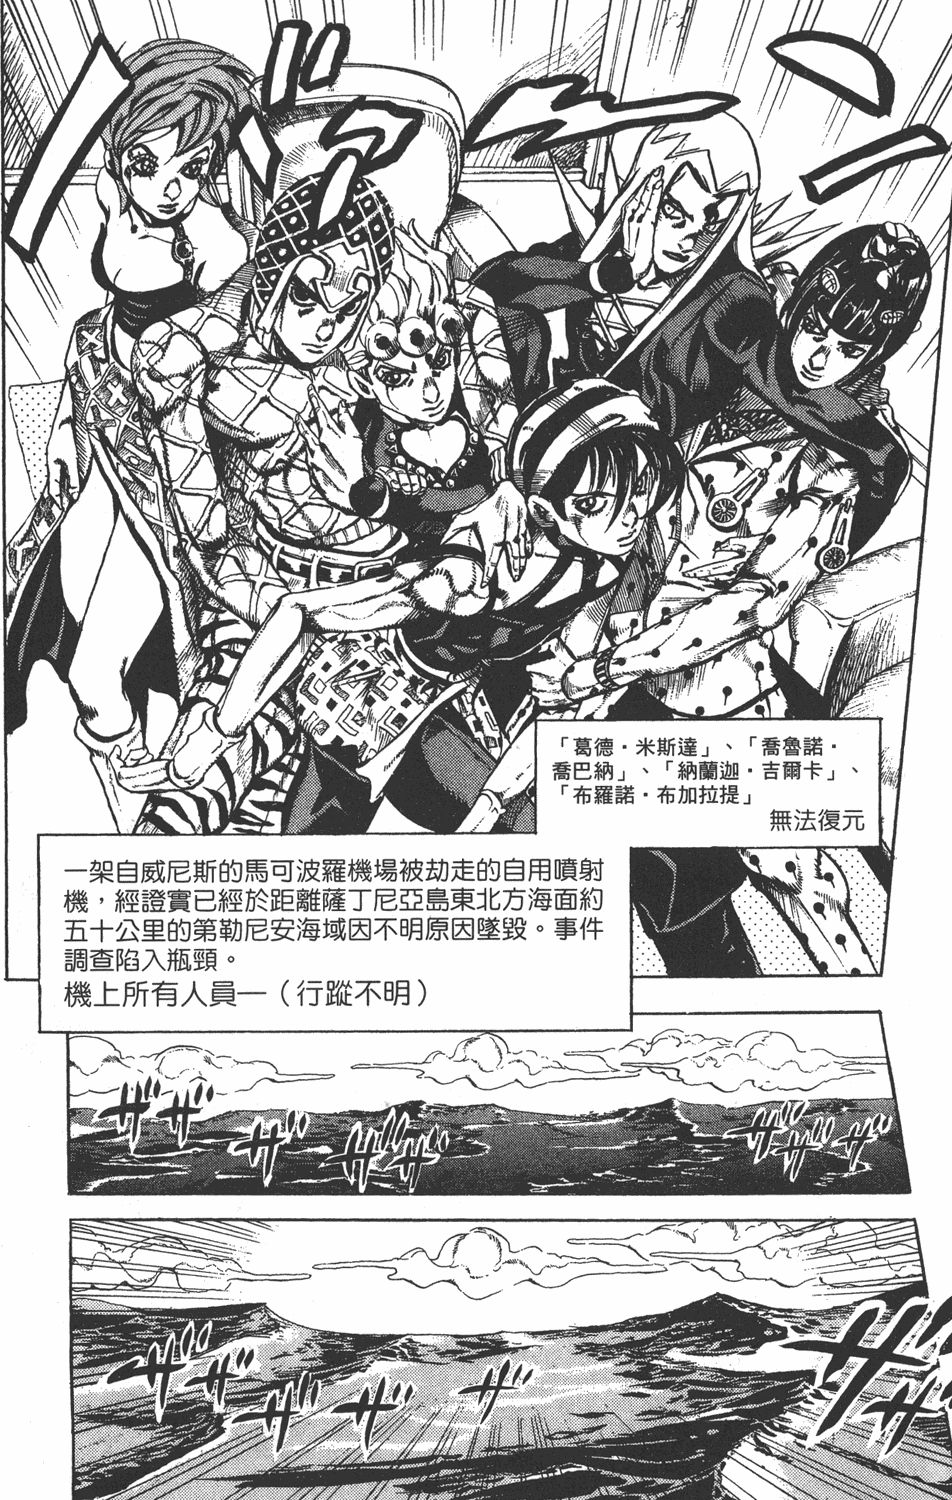 バァーン
「葛德・米斯達」、「喬魯諾・
喬巴納」、「納蘭迦・吉爾卡」、
「布羅諾・布加拉提」
無法復元
一架自威尼斯的馬可波羅機場被劫走的自用噴射
機，經證實已經於距離薩丁尼亞島東北方海面約
五十公里的第勒尼安海域因不明原因墜毀。事件
調查陷入瓶頸。
機上所有人員—（行蹤不明）
ザザザザザザザザ
ザザザザザザザ